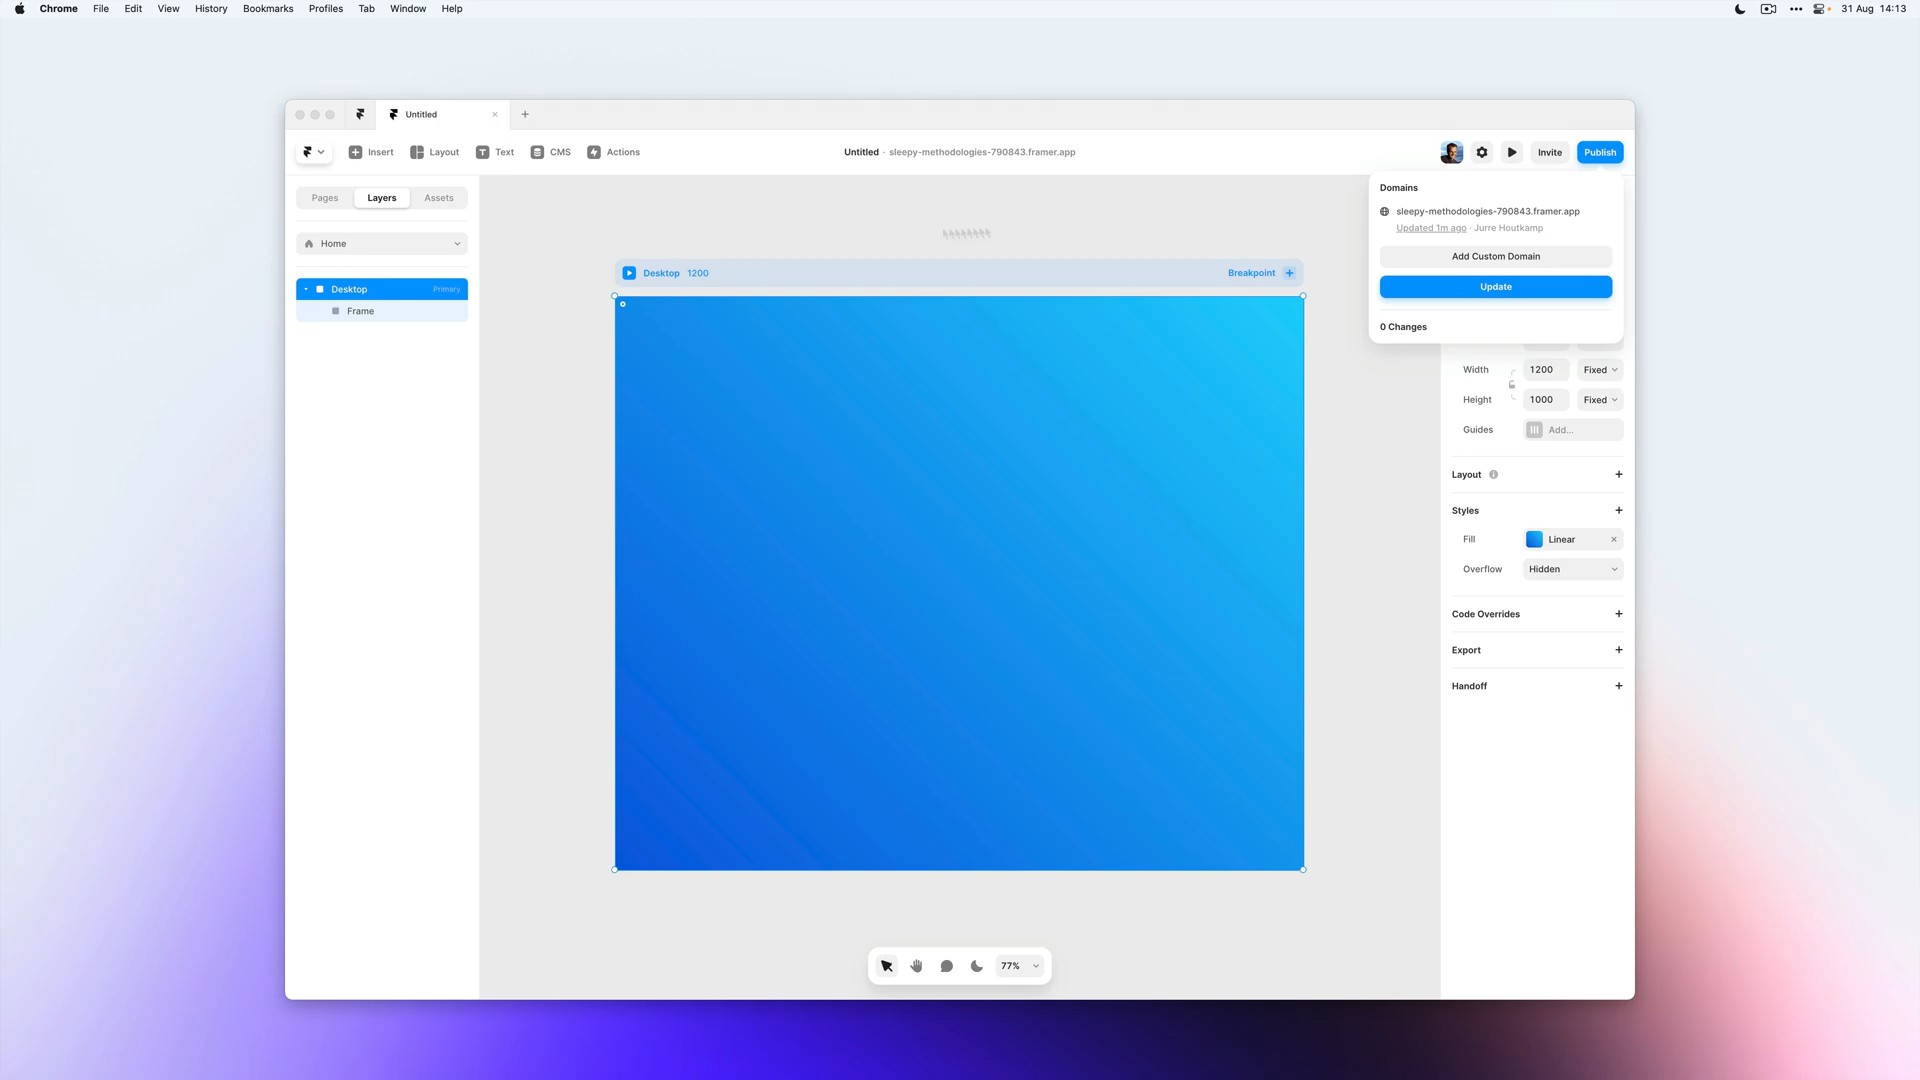 Chrome File Edit View History Bookmarks Profiles Tab Window Help
31 Aug 14:13
Untitled
Insert Layout Text CMS Actions
Untitled · sleepy-methodologies-790843.framer.app
Invite Publish
Pages Layers Assets
Home
Desktop Primary
Frame
Desktop 1200
Breakpoint
Domains
sleepy-methodologies-790843.framer.app
Updated 1m ago · Jurre Houtkamp
Add Custom Domain
Update
0 Changes
Width 1200 Fixed
Height 1000 Fixed
Guides Add...
Layout
Styles
Fill Linear
Overflow Hidden
Code Overrides
Export
Handoff
77%